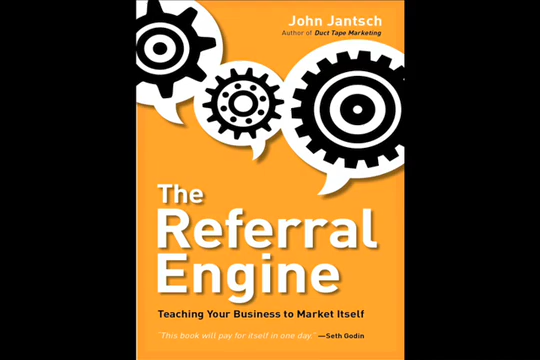 John Jantsch
Author of Duct Tape Marketing
The
Referral
Engine
Teaching Your Business to Market Itself
"This book will pay for itself in one day." —Seth Godin